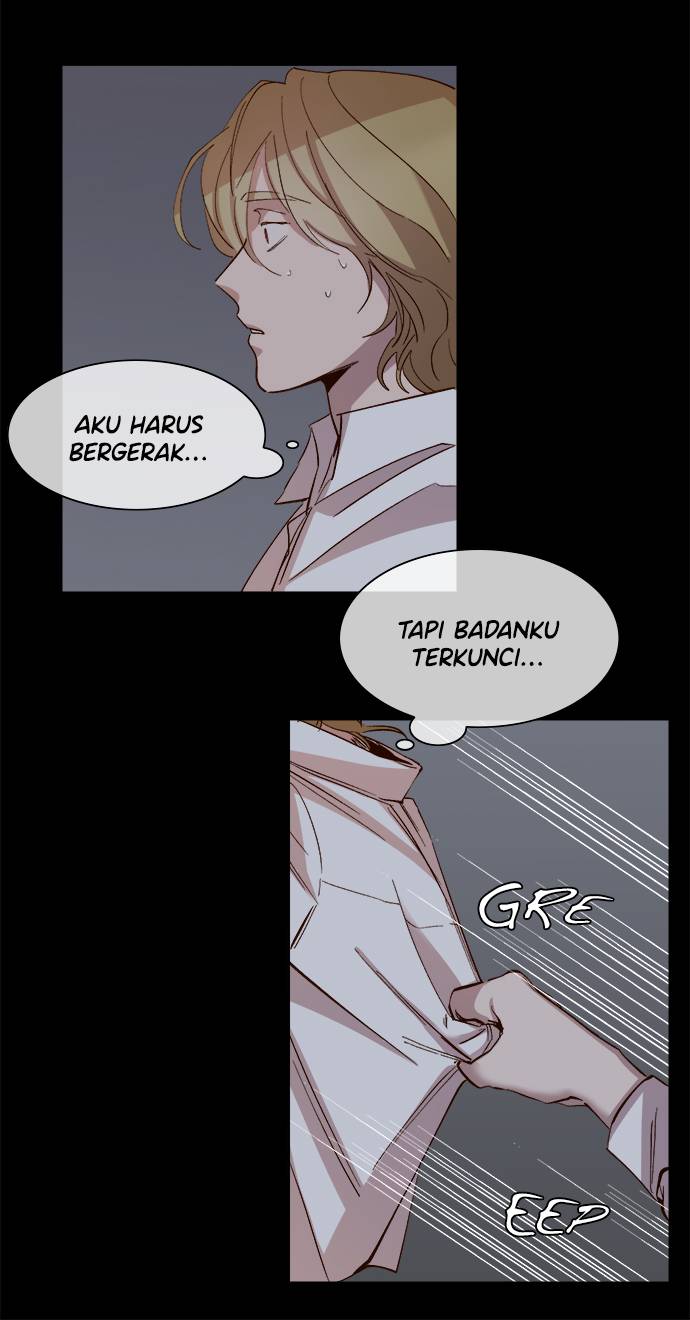 AKU HARUS
BERGERAK...
TAPI BADANKU
TERKUNCI...
GRE
EEP